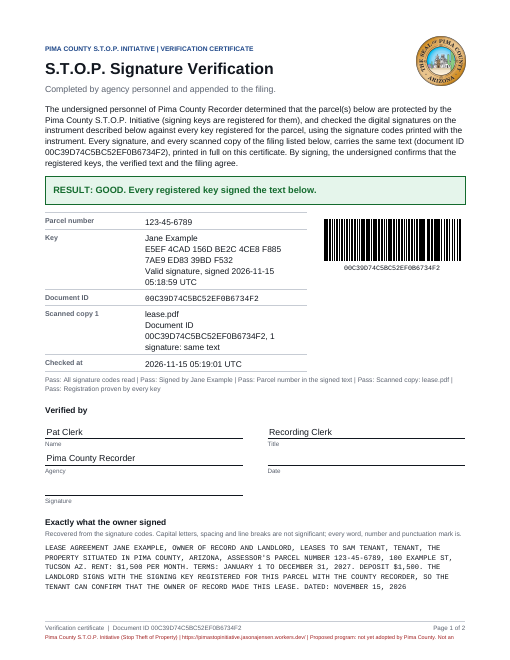 PIMA COUNTY S.T.O.P. INITIATIVE | VERIFICATION CERTIFICATE
THE SEAL OF PIMA COUNTY
ARIZONA
S.T.O.P. Signature Verification
Completed by agency personnel and appended to the filing.
The undersigned personnel of Pima County Recorder determined that the parcel(s) below are protected by the
Pima County S.T.O.P. Initiative (signing keys are registered for them), and checked the digital signatures on the
instrument described below against every key registered for the parcel, using the signature codes printed with the
instrument. Every signature, and every scanned copy of the filing listed below, carries the same text (document ID
00C39D74C5BC52EF0B6734F2), printed in full on this certificate. By signing, the undersigned confirms that the
registered keys, the verified text and the filing agree.
RESULT: GOOD. Every registered key signed the text below.
Parcel number 123-45-6789
Key Jane Example
E5EF 4CAD 156D BE2C 4CE8 F885
7AE9 ED83 39BD F532
Valid signature, signed 2026-11-15
05:18:59 UTC
00C39D74C5BC52EF0B6734F2
Document ID 00C39D74C5BC52EF0B6734F2
Scanned copy 1 lease.pdf
Document ID
00C39D74C5BC52EF0B6734F2, 1
signature: same text
Checked at 2026-11-15 05:19:01 UTC
Pass: All signature codes read | Pass: Signed by Jane Example | Pass: Parcel number in the signed text | Pass: Scanned copy: lease.pdf |
Pass: Registration proven by every key
Verified by
Pat Clerk Recording Clerk
Name Title
Pima County Recorder
Agency Date
Signature
Exactly what the owner signed
Recovered from the signature codes. Capital letters, spacing and line breaks are not significant; every word, number and punctuation mark is.
LEASE AGREEMENT JANE EXAMPLE, OWNER OF RECORD AND LANDLORD, LEASES TO SAM TENANT, TENANT, THE
PROPERTY SITUATED IN PIMA COUNTY, ARIZONA, ASSESSOR'S PARCEL NUMBER 123-45-6789, 100 EXAMPLE ST,
TUCSON AZ. RENT: $1,500 PER MONTH. TERMS: JANUARY 1 TO DECEMBER 31, 2027. DEPOSIT $1,500. THE
LANDLORD SIGNS WITH THE SIGNING KEY REGISTERED FOR THIS PARCEL WITH THE COUNTY RECORDER, SO THE
TENANT CAN CONFIRM THAT THE OWNER OF RECORD MADE THIS LEASE. DATED: NOVEMBER 15, 2026
Verification certificate | Document ID 00C39D74C5BC52EF0B6734F2 Page 1 of 2
Pima County S.T.O.P. Initiative (Stop Theft of Property) | https://pimastopinitiative.jasonajensen.workers.dev/ | Proposed program: not yet adopted by Pima County. Not an